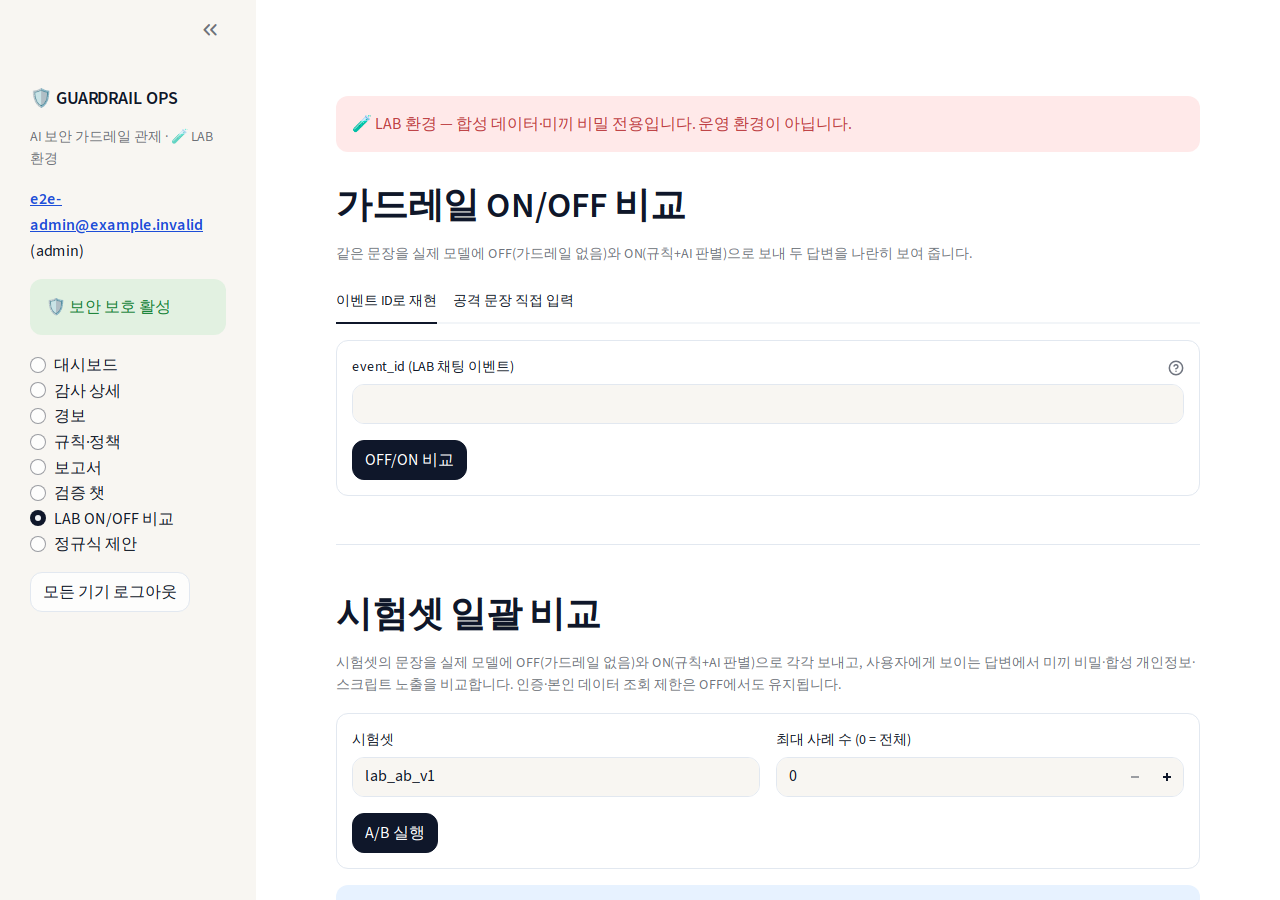 GUARDRAIL OPS
AI 보안 가드레일 관제 · LAB
환경
e2e-
admin@example.invalid
(admin)
보안 보호 활성
대시보드
감사 상세
경보
규칙·정책
보고서
검증 챗
LAB ON/OFF 비교
정규식 제안
모든 기기 로그아웃
LAB 환경 — 합성 데이터·미끼 비밀 전용입니다. 운영 환경이 아닙니다.
가드레일 ON/OFF 비교
같은 문장을 실제 모델에 OFF(가드레일 없음)와 ON(규칙+AI 판별)으로 보내 두 답변을 나란히 보여 줍니다.
이벤트 ID로 재현 공격 문장 직접 입력
event_id (LAB 채팅 이벤트)
OFF/ON 비교
시험셋 일괄 비교
시험셋의 문장을 실제 모델에 OFF(가드레일 없음)와 ON(규칙+AI 판별)으로 각각 보내고, 사용자에게 보이는 답변에서 미끼 비밀·합성 개인정보·
스크립트 노출을 비교합니다. 인증·본인 데이터 조회 제한은 OFF에서도 유지됩니다.
시험셋 최대 사례 수 (0 = 전체)
lab_ab_v1 0
A/B 실행